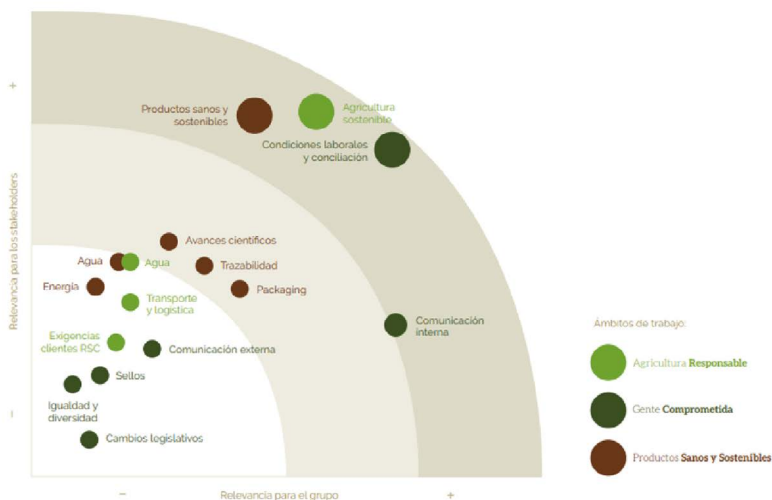 +
Relevancia para los stakeholders
–
Productos sanos y
sostenibles
Agricultura
sostenible
Condiciones laborales
y conciliación
Avances científicos
Agua
Agua
Trazabilidad
Energía
Packaging
Transporte
y logística
Comunicación
interna
Exigencias
clientes RSC
Comunicación externa
Sellos
Igualdad y
diversidad
Cambios legislativos
–
Relevancia para el grupo
+
Ámbitos de trabajo:
Agricultura Responsable
Gente Comprometida
Productos Sanos y Sostenibles